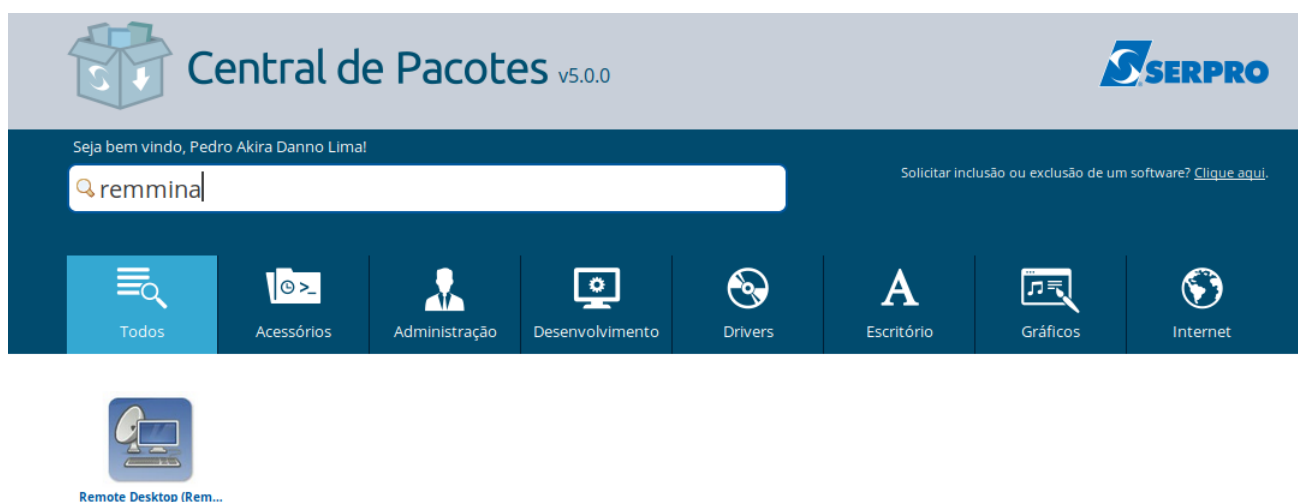 Central de Pacotes v5.0.0
SERPRO
Seja bem vindo, Pedro Akira Danno Lima!
remmina
Solicitar inclusão ou exclusão de um software? Clique aqui.
Todos
Acessórios
Administração
Desenvolvimento
Drivers
Escritório
Gráficos
Internet
Remote Desktop (Rem...